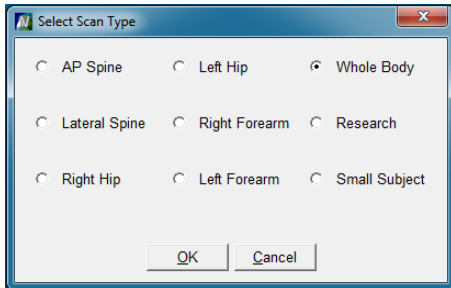 Select Scan Type
AP Spine Left Hip Whole Body
Lateral Spine Right Forearm Research
Right Hip Left Forearm Small Subject
OK Cancel